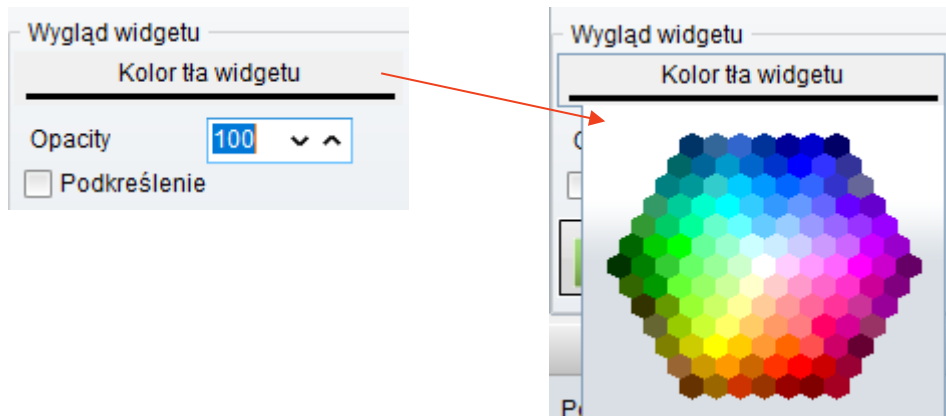 Wygląd widgetu
Kolor tła widgetu
Opacity 100
Podkreślenie
Wygląd widgetu
Kolor tła widgetu